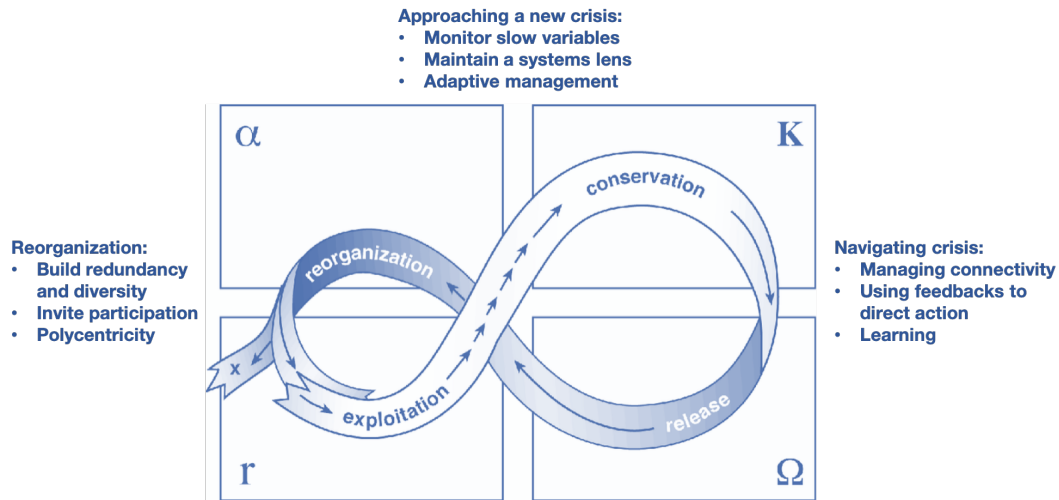 Approaching a new crisis:
• Monitor slow variables
• Maintain a systems lens
• Adaptive management
α
K
conservation
reorganization
Reorganization:
• Build redundancy
and diversity
• Invite participation
• Polycentricity
Navigating crisis:
• Managing connectivity
• Using feedbacks to
direct action
• Learning
x
exploitation
release
r
Ω